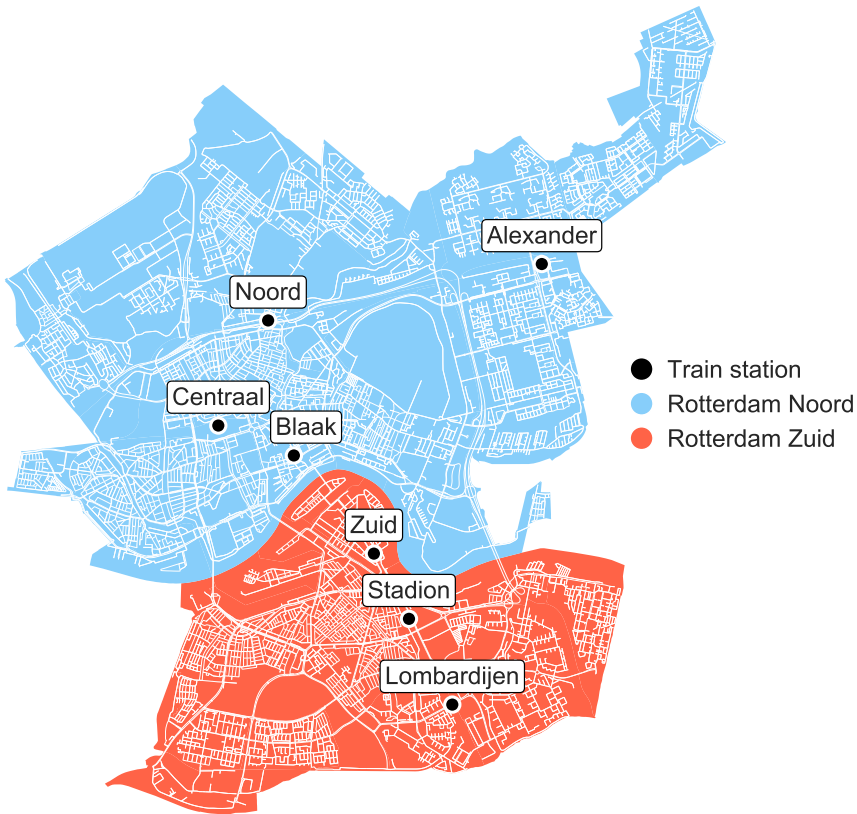 Alexander
Noord
Centraal
Blaak
Train station
Rotterdam Noord
Rotterdam Zuid
Zuid
Stadion
Lombardijen